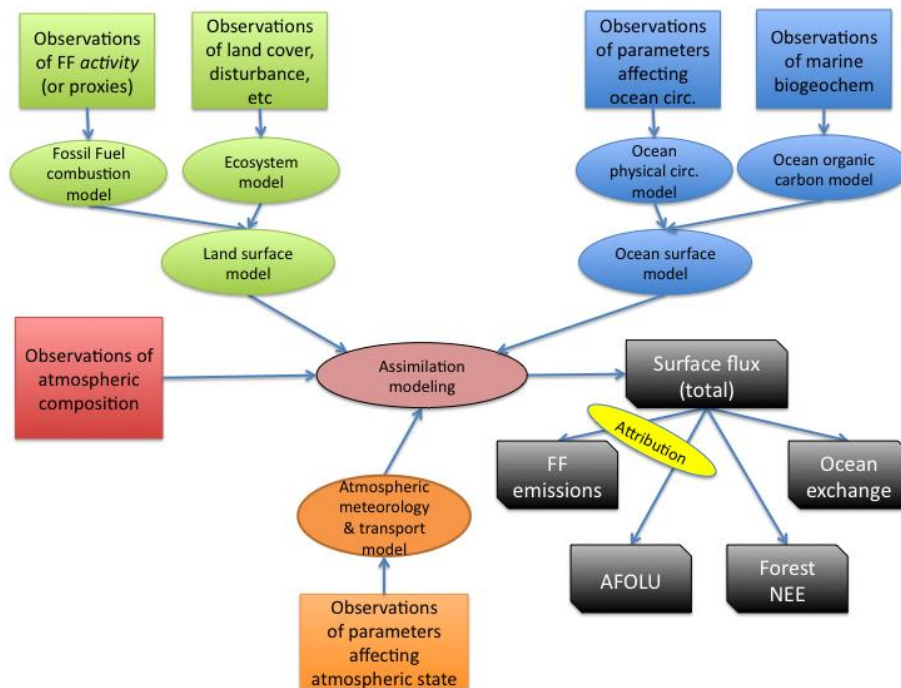 Observations
of FF activity
(or proxies)
Observations
of land cover,
disturbance,
etc
Observations
of parameters
affecting
ocean circ.
Observations
of marine
biogeochem
Fossil Fuel
combustion
model
Ecosystem
model
Ocean
physical circ.
model
Ocean organic
carbon model
Land surface
model
Ocean surface
model
Observations of
atmospheric
composition
Assimilation
modeling
Surface flux
(total)
Attribution
FF
emissions
Ocean
exchange
Atmospheric
meteorology
& transport
model
AFOLU
Forest
NEE
Observations
of parameters
affecting
atmospheric state